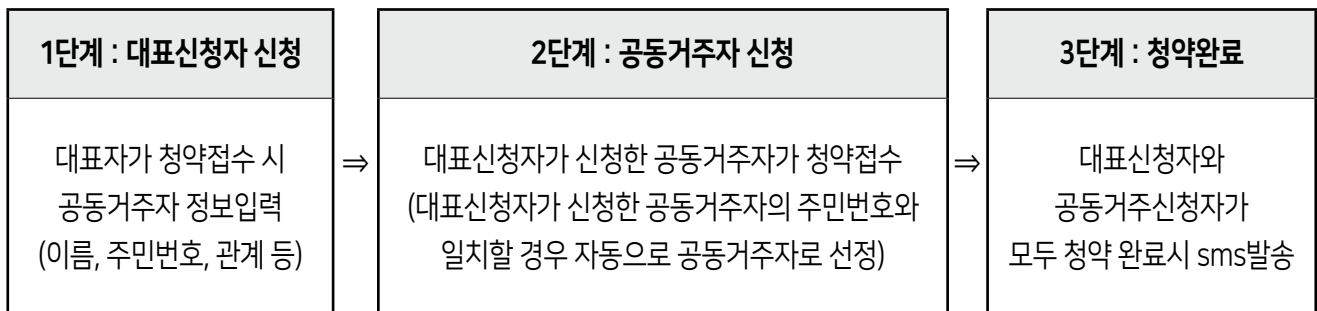 1단계 : 대표신청자 신청
대표자가 청약접수 시
공동거주자 정보입력
(이름, 주민번호, 관계 등)
⇒
2단계 : 공동거주자 신청
대표신청자가 신청한 공동거주자가 청약접수
(대표신청자가 신청한 공동거주자의 주민번호와
일치할 경우 자동으로 공동거주자로 선정)
⇒
3단계 : 청약완료
대표신청자와
공동거주신청자가
모두 청약 완료시 sms발송